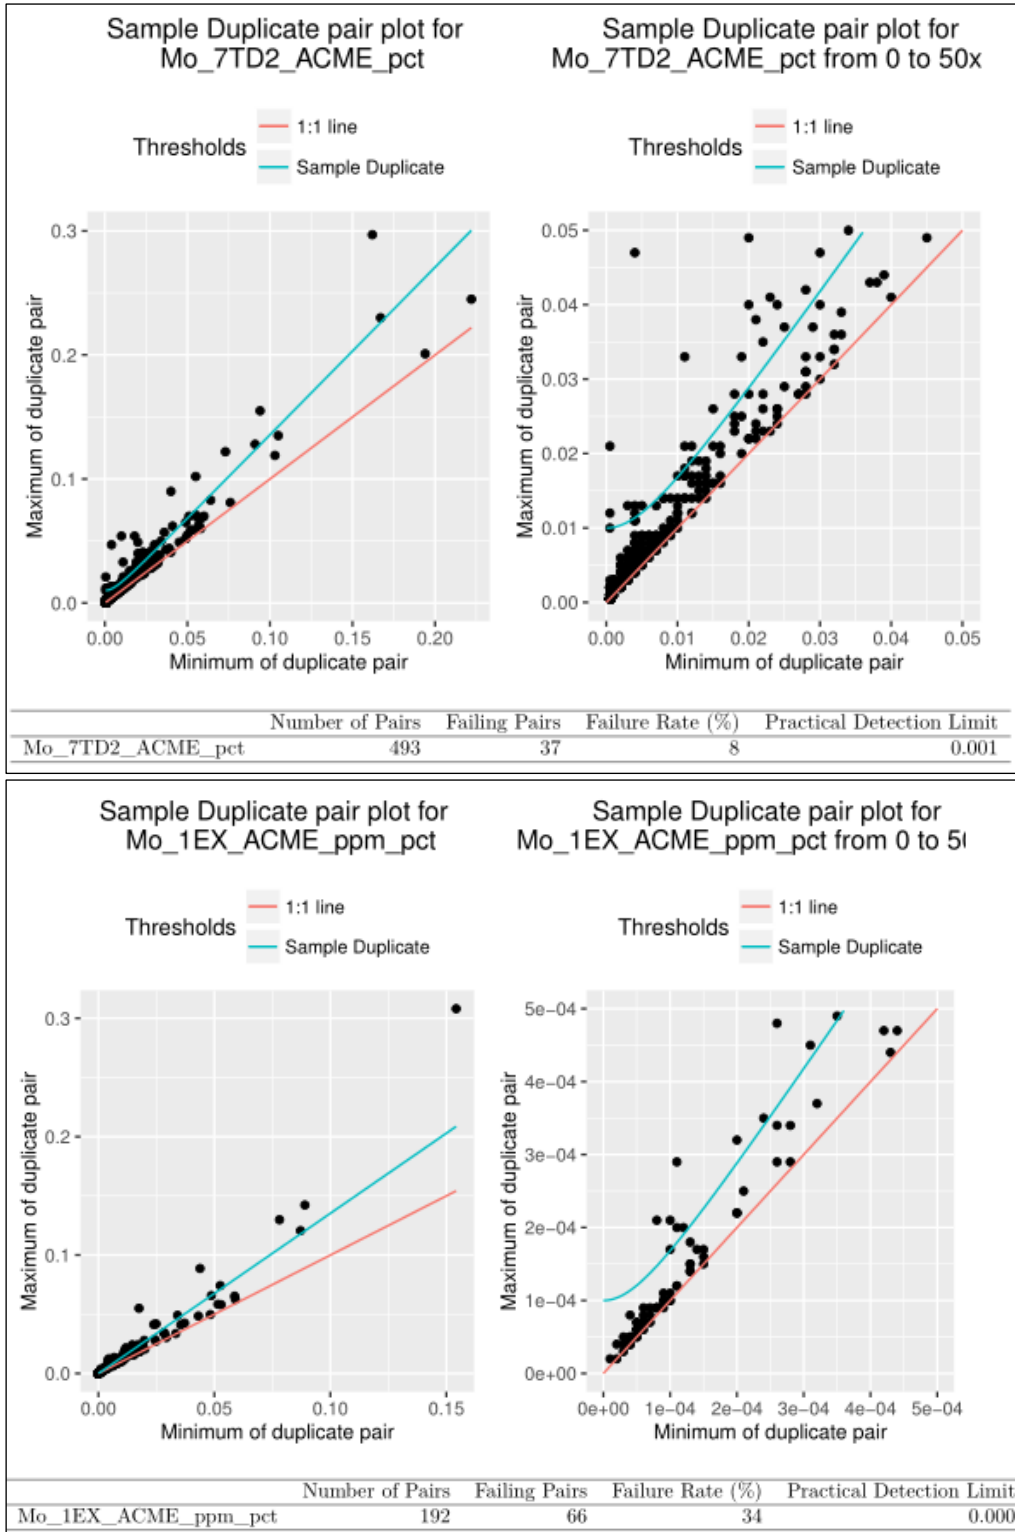 Sample Duplicate pair plot for
Mo_7TD2_ACME_pct
Thresholds
1:1 line
Sample Duplicate
Maximum of duplicate pair
0.3
0.2
0.1
0.0
0.00 0.05 0.10 0.15 0.20
Minimum of duplicate pair
Sample Duplicate pair plot for
Mo_7TD2_ACME_pct from 0 to 50x
Thresholds
1:1 line
Sample Duplicate
Maximum of duplicate pair
0.05
0.04
0.03
0.02
0.01
0.00
0.00 0.01 0.02 0.03 0.04 0.05
Minimum of duplicate pair
Number of Pairs Failing Pairs Failure Rate (%) Practical Detection Limit
Mo_7TD2_ACME_pct 493 37 8 0.001
Sample Duplicate pair plot for
Mo_1EX_ACME_ppm_pct
Thresholds
1:1 line
Sample Duplicate
Maximum of duplicate pair
0.3
0.2
0.1
0.0
0.00 0.05 0.10 0.15
Minimum of duplicate pair
Sample Duplicate pair plot for
Mo_1EX_ACME_ppm_pct from 0 to 50
Thresholds
1:1 line
Sample Duplicate
Maximum of duplicate pair
5e−04
4e−04
3e−04
2e−04
1e−04
0e+00
0e+00 1e−04 2e−04 3e−04 4e−04 5e−04
Minimum of duplicate pair
Number of Pairs Failing Pairs Failure Rate (%) Practical Detection Limit
Mo_1EX_ACME_ppm_pct 192 66 34 0.000